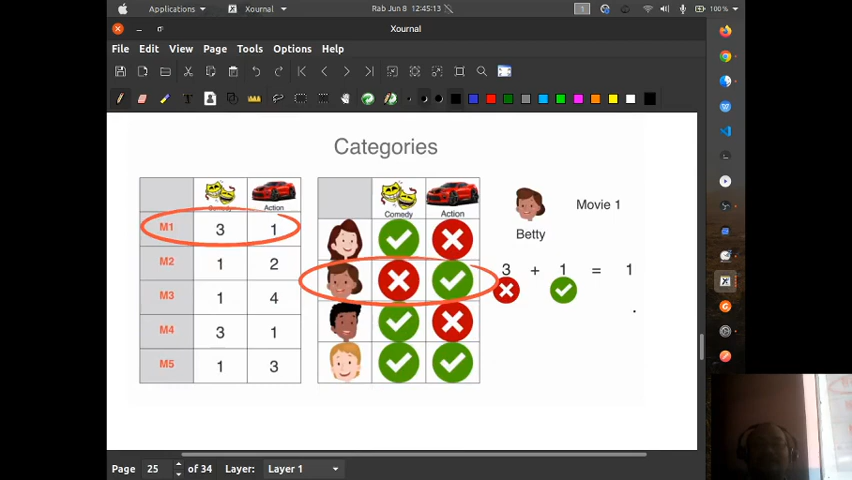 Applications
Xournal
Rab Jun 8 12:45:13
1
100%
Xournal
File Edit View Page Tools Options Help
T
Categories
Action
Comedy Action
M1 3 1
M2 1 2
M3 1 4
M4 3 1
M5 1 3
Betty
Movie 1
3 + 1 = 1
Page 25 of 34 Layer: Layer 1